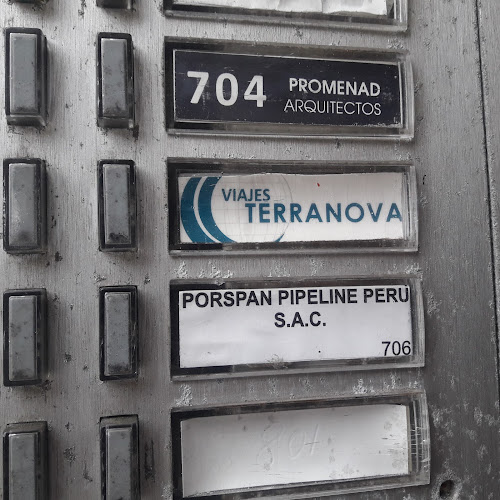 704 PROMENAD
ARQUITECTOS
VIAJES
TERRANOVA
PORSPAN PIPELINE PERU
S.A.C.
706